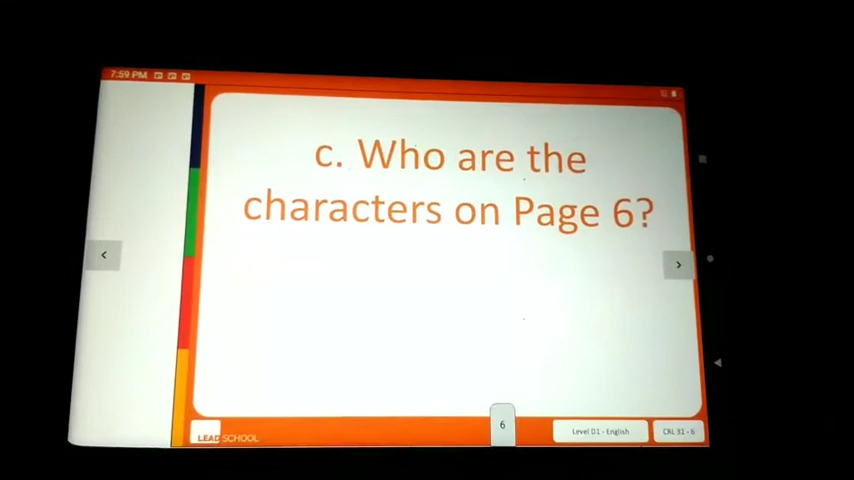 7:59 PM
c. Who are the
characters on Page 6?
6
LEAD SCHOOL
Level D1 - English
CRL 31 - 6